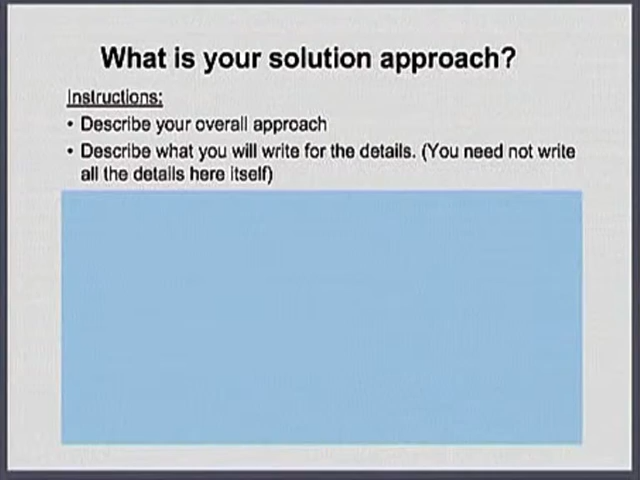 What is your solution approach?
Instructions:
• Describe your overall approach
• Describe what you will write for the details. (You need not write
all the details here itself)